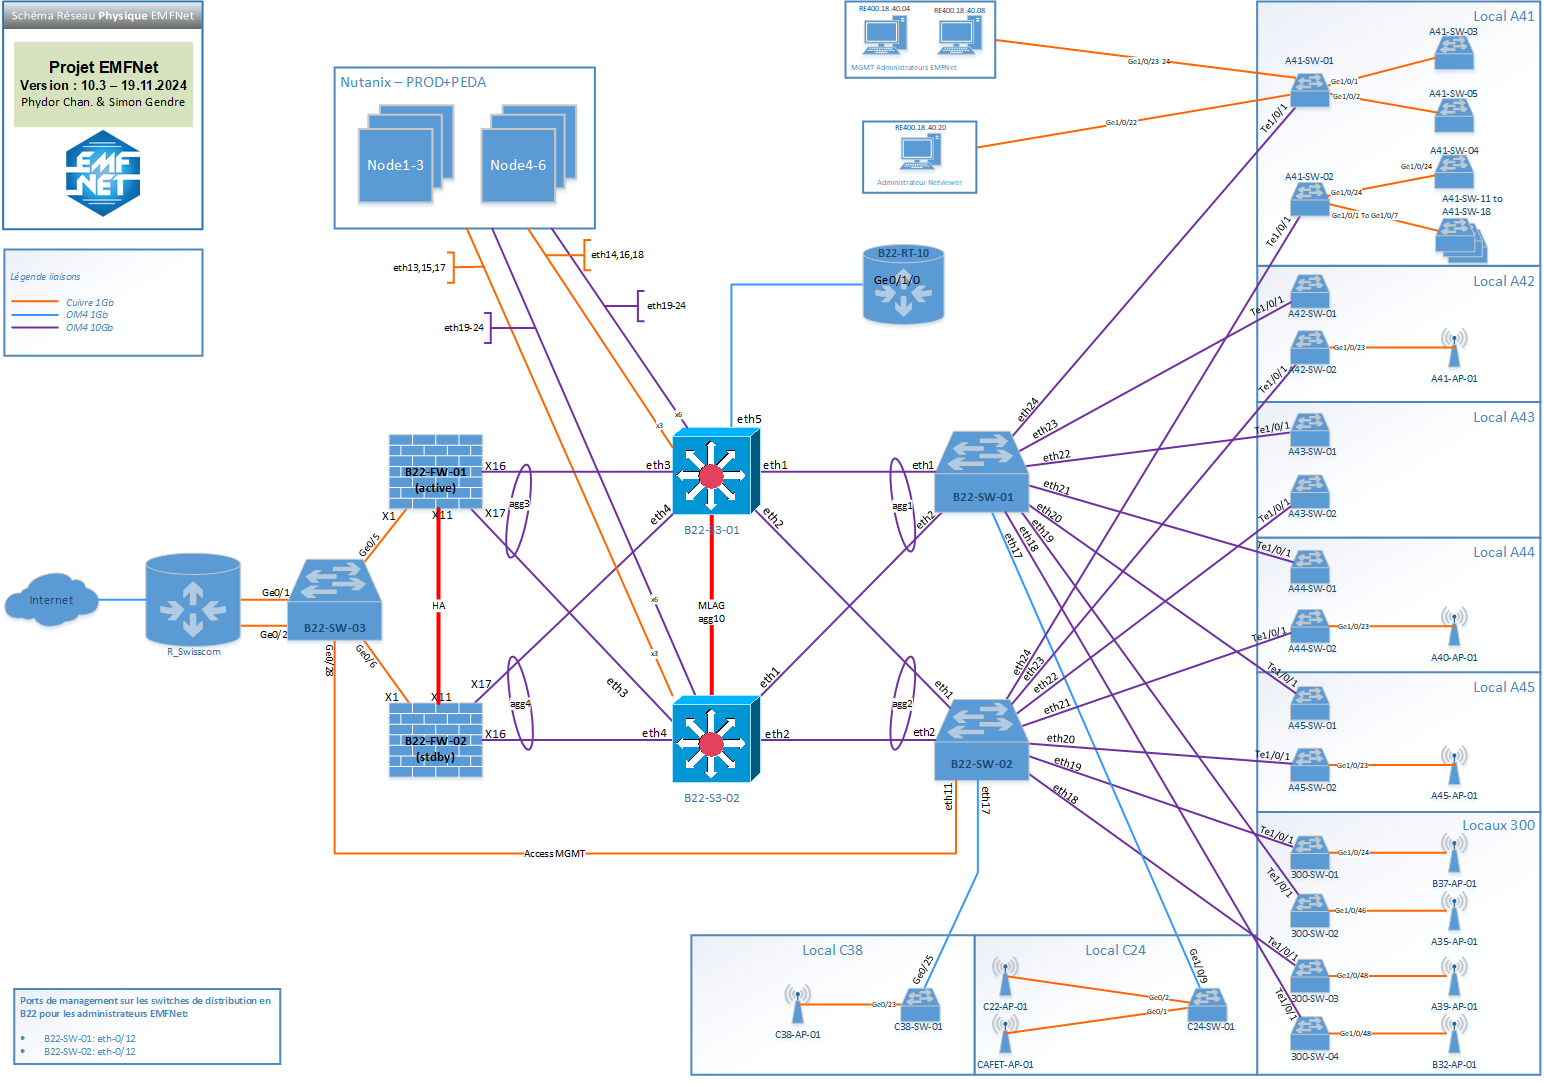 Schéma Réseau Physique EMFNet
Projet EMFNet
Version : 10.3 – 19.11.2024
Phydor Chan. & Simon Gendre
EMF
NET
Légende liaisons
Cuivre 1Gb
OM4 1Gb
OM4 10Gb
Nutanix – PROD+PEDA
Node1-3
Node4-6
eth13,15,17
eth14,16,18
eth19-24
eth19-24
x6
x3
x6
x3
RE400.18.40.04
RE400.18.40.08
MGMT-Administrateurs EMFNet
RE400.18.40.20
Administrateur Netviewer
Ge1/0/23-24
Ge1/0/22
B22-RT-10
Ge0/1/0
eth5
Internet
R_Swisscom
Ge0/1
Ge0/2
B22-SW-03
Ge0/5
Ge0/6
Ge0/28
X1
X11
X16
X17
B22-FW-01
(active)
HA
X1
X11
X17
X16
B22-FW-02
(stdby)
agg3
agg4
eth3
eth4
eth1
eth2
B22-S3-01
MLAG
agg10
eth3
eth4
eth1
eth2
B22-S3-02
agg1
agg2
eth1
eth2
B22-SW-01
eth24
eth23
eth22
eth21
eth20
eth19
eth18
eth17
eth1
eth2
B22-SW-02
eth24
eth23
eth22
eth21
eth20
eth19
eth18
eth11
eth17
Access MGMT
Local A41
A41-SW-01
Te1/0/1
Ge1/0/1
Ge1/0/2
A41-SW-03
A41-SW-05
A41-SW-02
Te1/0/1
Ge1/0/24
Ge1/0/24
A41-SW-04
Ge1/0/1 To Ge1/0/7
A41-SW-11 to
A41-SW-18
Local A42
Te1/0/1
A42-SW-01
Te1/0/1
A42-SW-02
Ge1/0/23
A41-AP-01
Local A43
Te1/0/1
A43-SW-01
Te1/0/1
A43-SW-02
Local A44
Te1/0/1
A44-SW-01
Te1/0/1
A44-SW-02
Ge1/0/23
A40-AP-01
Local A45
Te1/0/1
A45-SW-01
Te1/0/1
A45-SW-02
Ge1/0/23
A45-AP-01
Locaux 300
Te1/0/1
300-SW-01
Ge1/0/24
B37-AP-01
Te1/0/1
300-SW-02
Ge1/0/46
A35-AP-01
Te1/0/1
300-SW-03
Ge1/0/48
A39-AP-01
Te1/0/1
300-SW-04
Ge1/0/48
B32-AP-01
Local C38
Ge0/25
Ge0/23
C38-AP-01
C38-SW-01
Local C24
Ge1/0/9
C22-AP-01
Ge0/2
Ge0/1
CAFET-AP-01
C24-SW-01
Ports de management sur les switches de distribution en
B22 pour les administrateurs EMFNet:
• B22-SW-01: eth-0/12
• B22-SW-02: eth-0/12